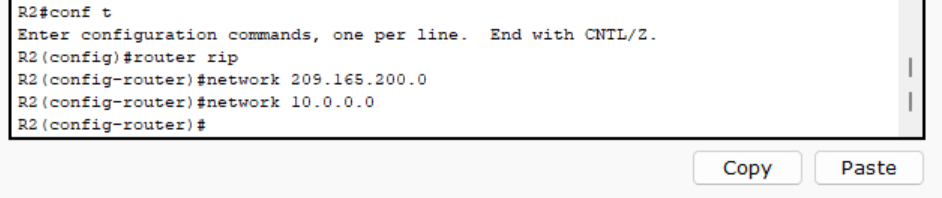 R2#conf t
Enter configuration commands, one per line.  End with CNTL/Z.
R2(config)#router rip
R2(config-router)#network 209.165.200.0
R2(config-router)#network 10.0.0.0
R2(config-router)#
Copy
Paste